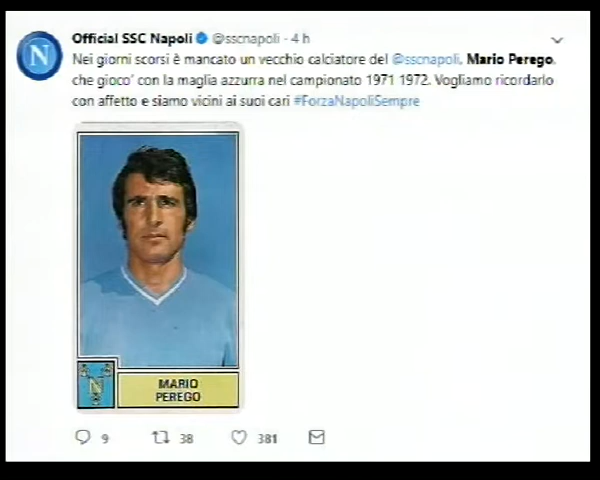 Official SSC Napoli @sscnapoli · 4 h
Nei giorni scorsi è mancato un vecchio calciatore del @sscnapoli, Mario Perego,
che gioco' con la maglia azzurra nel campionato 1971 1972. Vogliamo ricordarlo
con affetto e siamo vicini ai suoi cari #ForzaNapoliSempre
N
N
MARIO
PEREGO
9 38 381